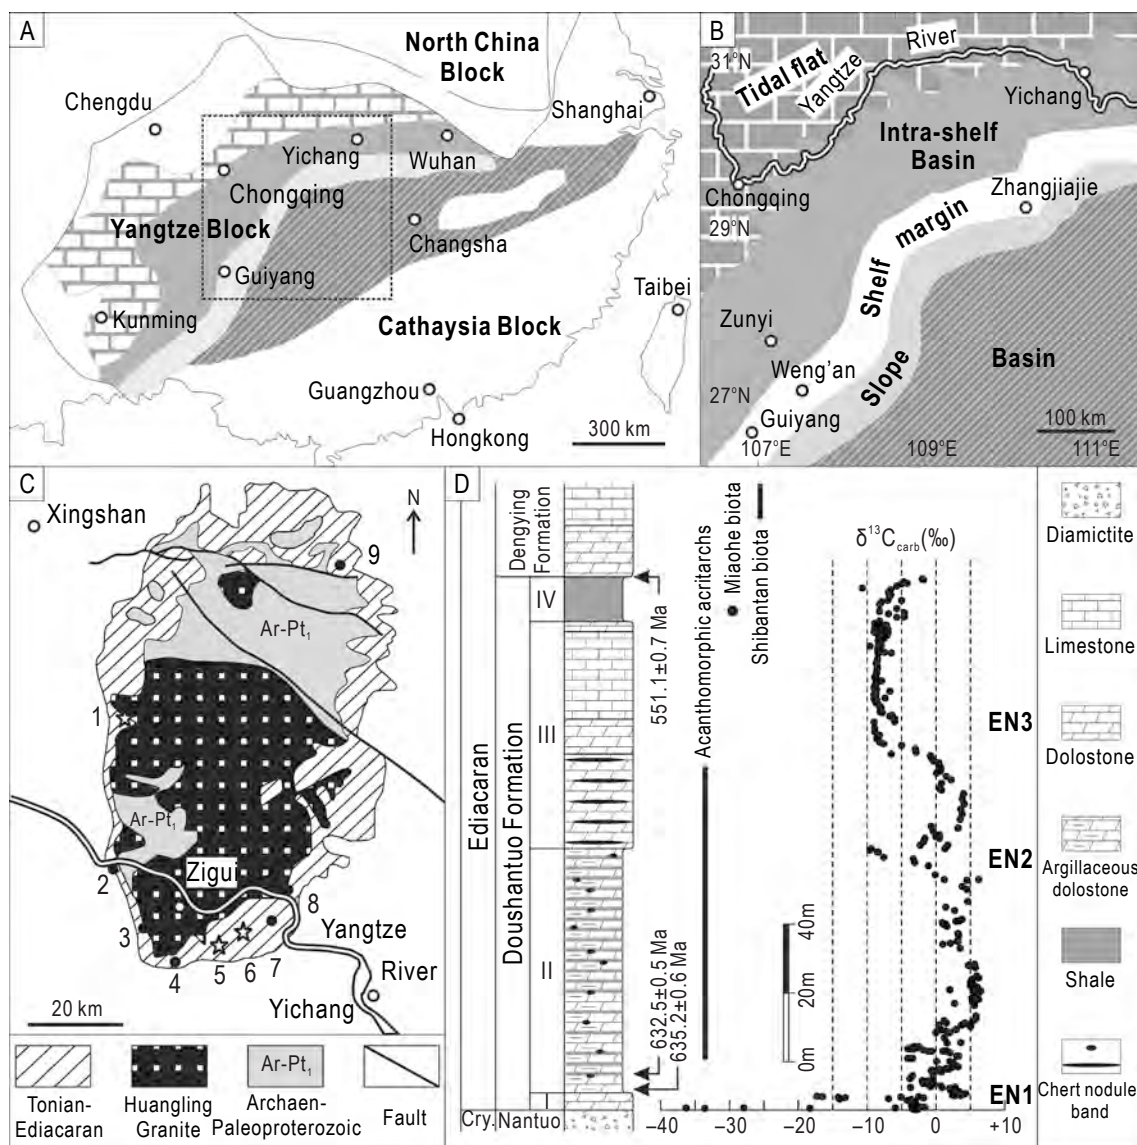 A
North China
Block
Chengdu
Shanghai
Yichang
Wuhan
Chongqing
Yangtze Block
Changsha
Guiyang
Taibei
Kunming
Cathaysia Block
Guangzhou
Hongkong
300 km
B
River
31°N
Tidal flat
Yangtze
Yichang
Intra-shelf
Basin
Chongqing
Zhangjiajie
29°N
Shelf margin
Zunyi
Weng'an
Slope
Basin
27°N
Guiyang
100 km
107°E
109°E
111°E
C
Xingshan
N
9
Ar-Pt1
1
Ar-Pt1
Zigui
2
8
3
Yangtze
4
5
6
7
River
Yichang
20 km
Ar-Pt1
Tonian-
Ediacaran
Huangling
Granite
Archaen-
Paleoproterozoic
Fault
D
Dengying
Formation
Ediacaran
Doushantuo Formation
IV
III
II
I
Cry.
Nantuo
551.1±0.7 Ma
632.5±0.5 Ma
635.2±0.6 Ma
Acanthomorphic acritarchs
Miaohe biota
Shibantan biota
δ13Ccarb(‰)
EN3
EN2
EN1
40m
20m
0m
−40
−30
−20
−10
0
+10
Diamictite
Limestone
Dolostone
Argillaceous
dolostone
Shale
Chert nodule
band